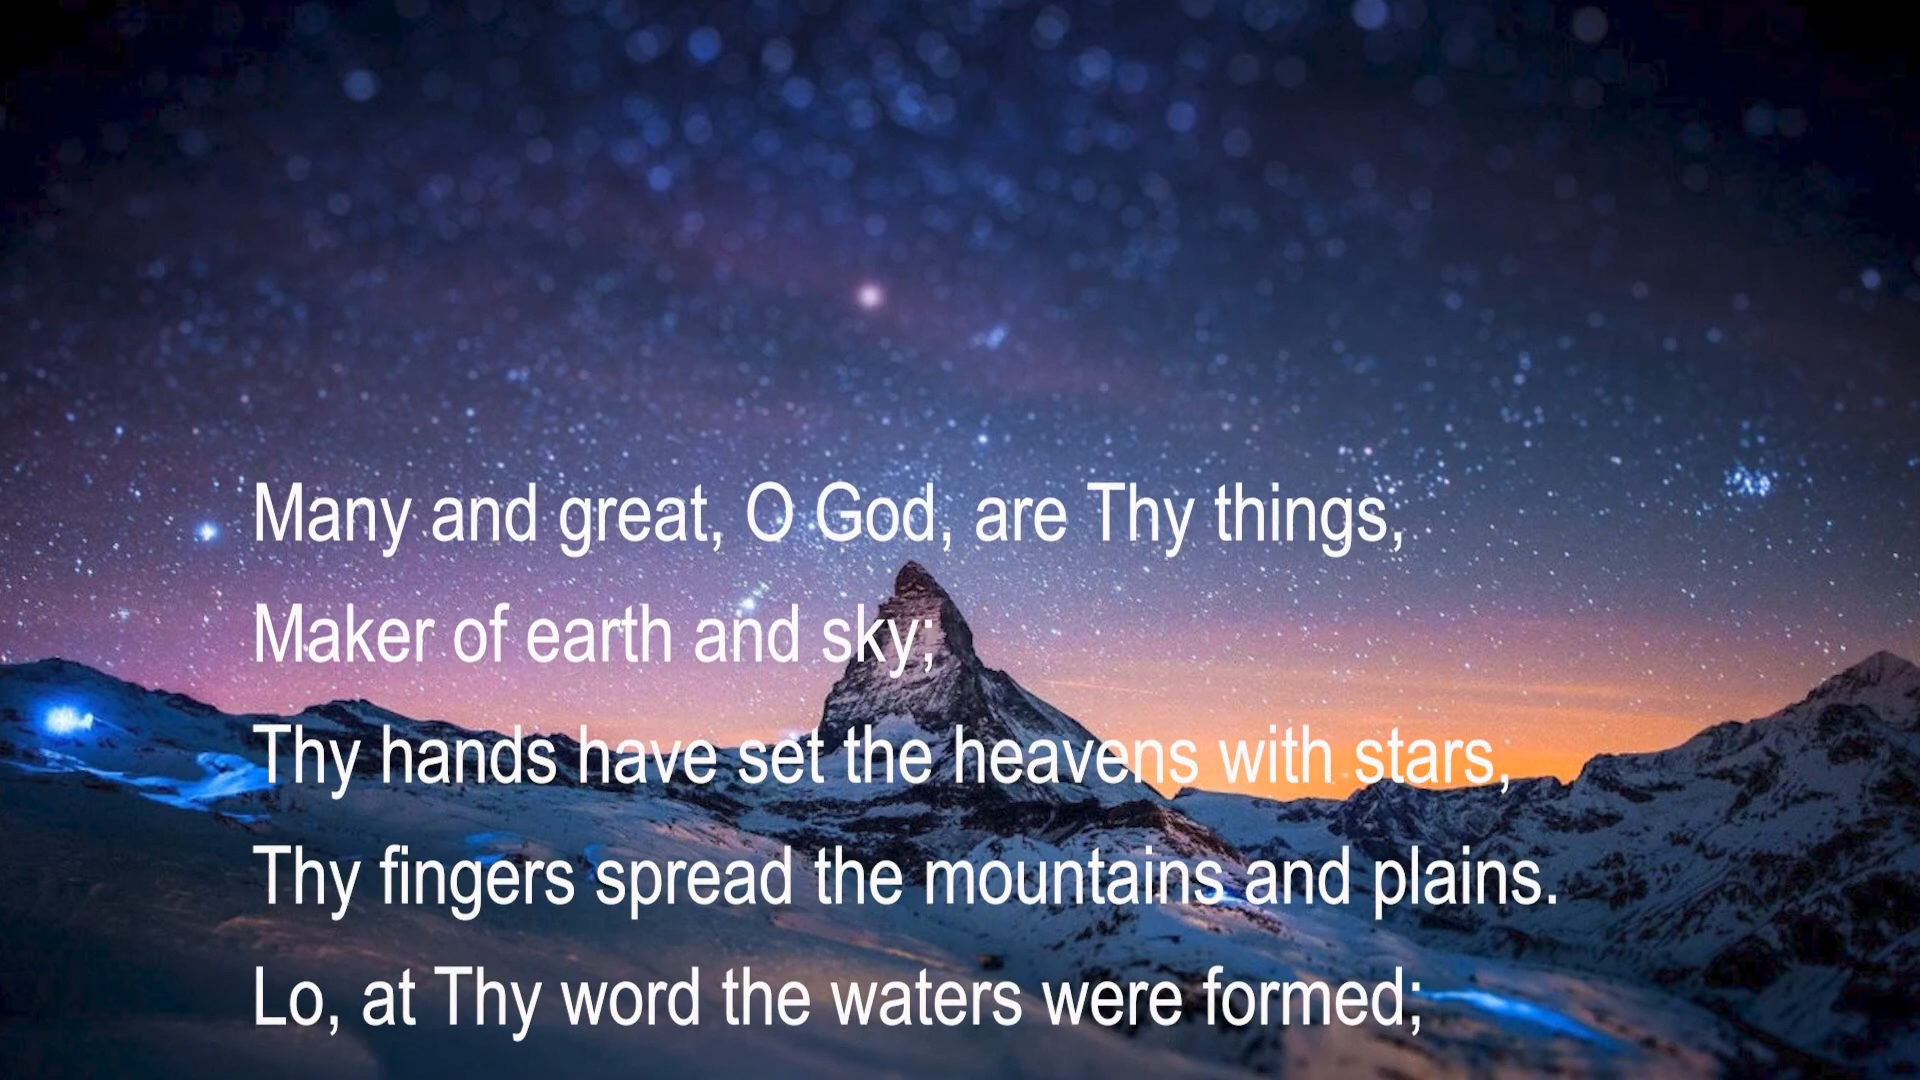 Many and great, O God, are Thy things,
Maker of earth and sky;
Thy hands have set the heavens with stars,
Thy fingers spread the mountains and plains.
Lo, at Thy word the waters were formed;